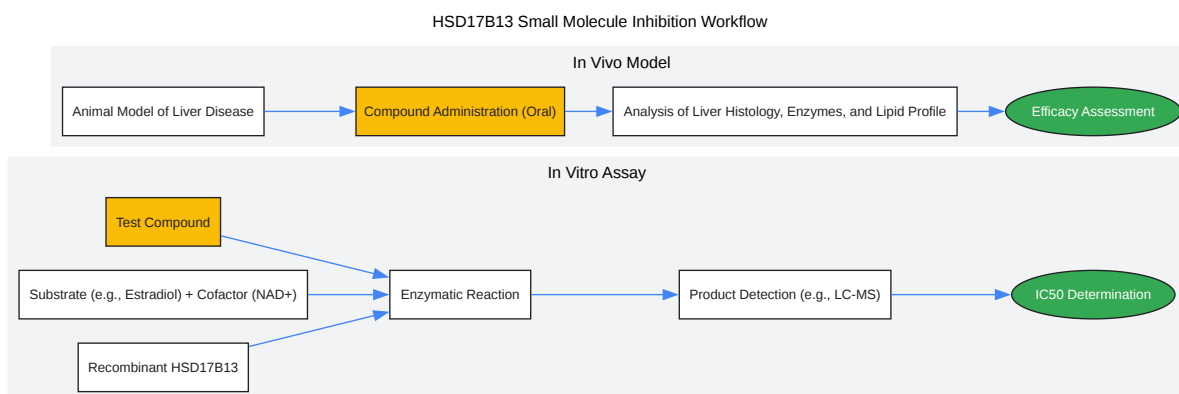 HSD17B13 Small Molecule Inhibition Workflow
In Vivo Model
Animal Model of Liver Disease
Compound Administration (Oral)
Analysis of Liver Histology, Enzymes, and Lipid Profile
Efficacy Assessment
In Vitro Assay
Test Compound
Substrate (e.g., Estradiol) + Cofactor (NAD+)
Enzymatic Reaction
Product Detection (e.g., LC-MS)
IC50 Determination
Recombinant HSD17B13